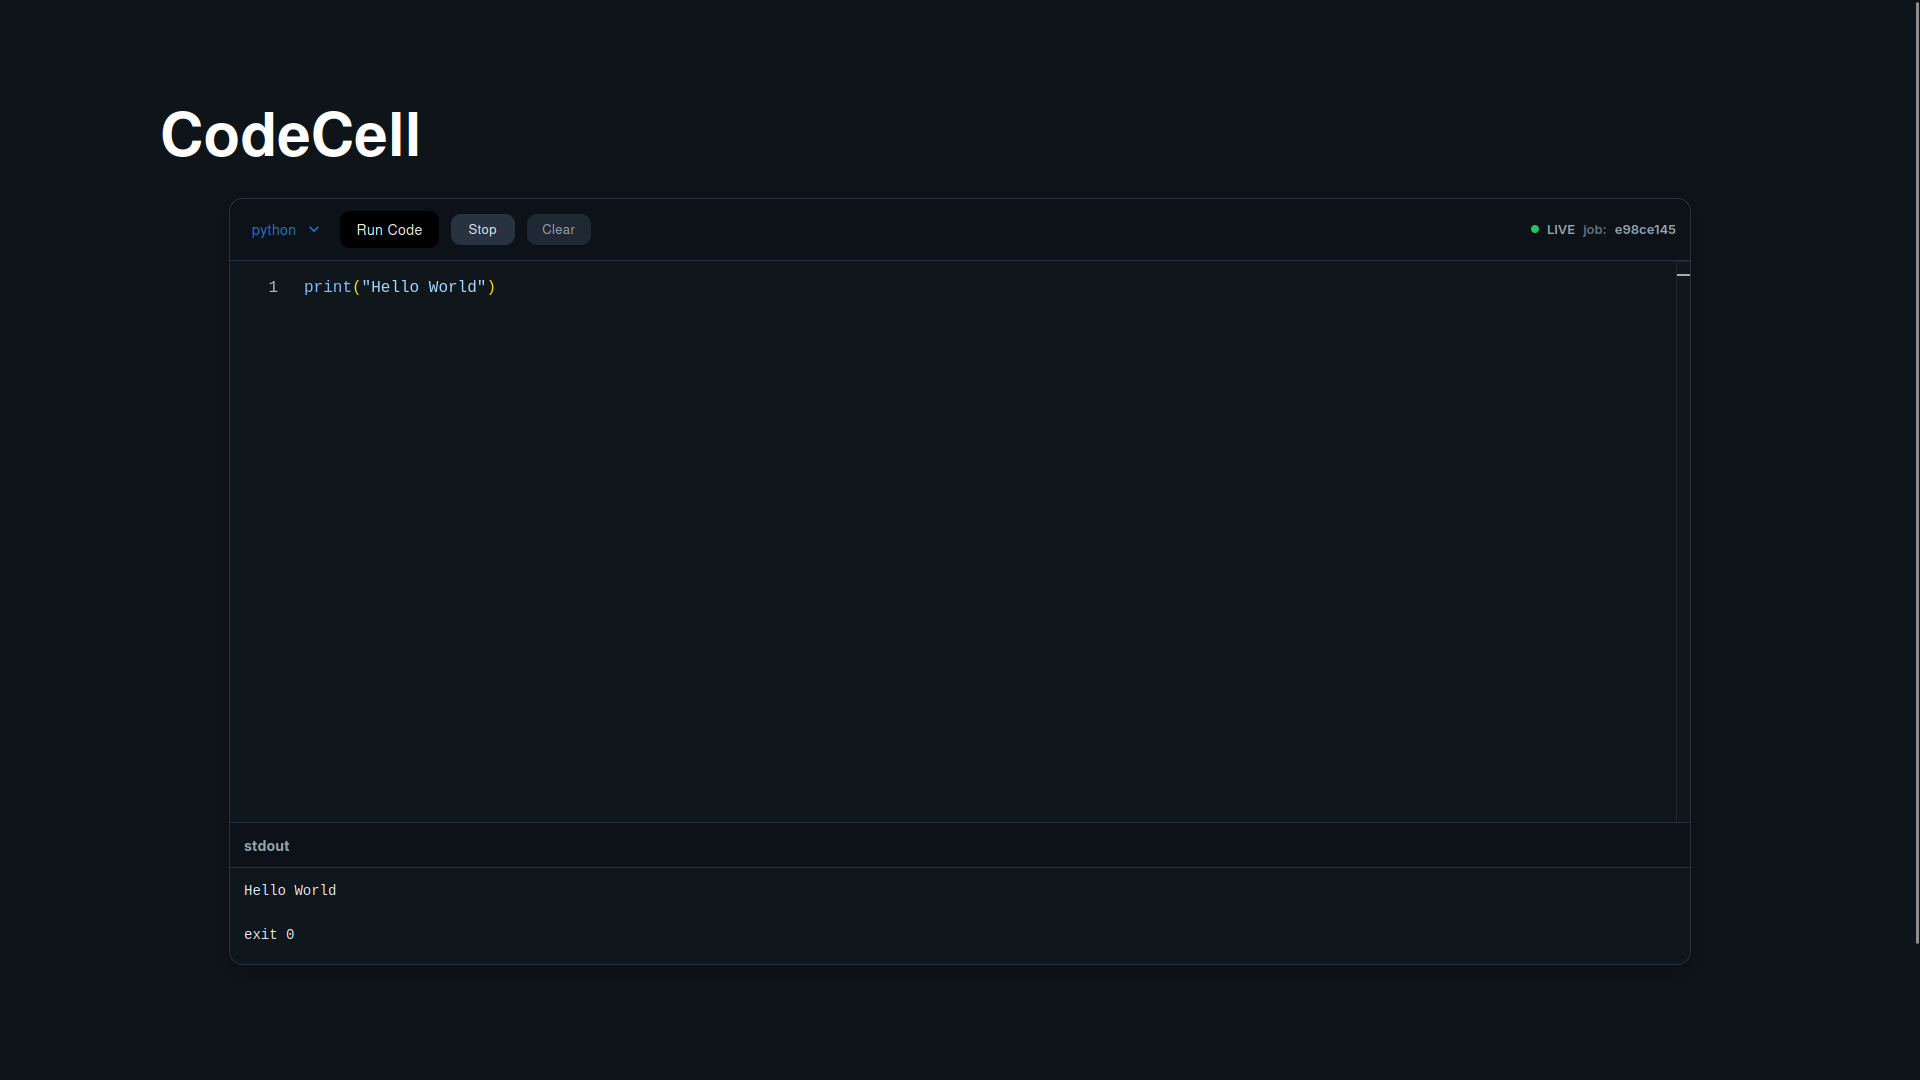 CodeCell
python Run Code Stop Clear LIVE job: e98ce145
1 print("Hello World")
stdout
Hello World
exit 0